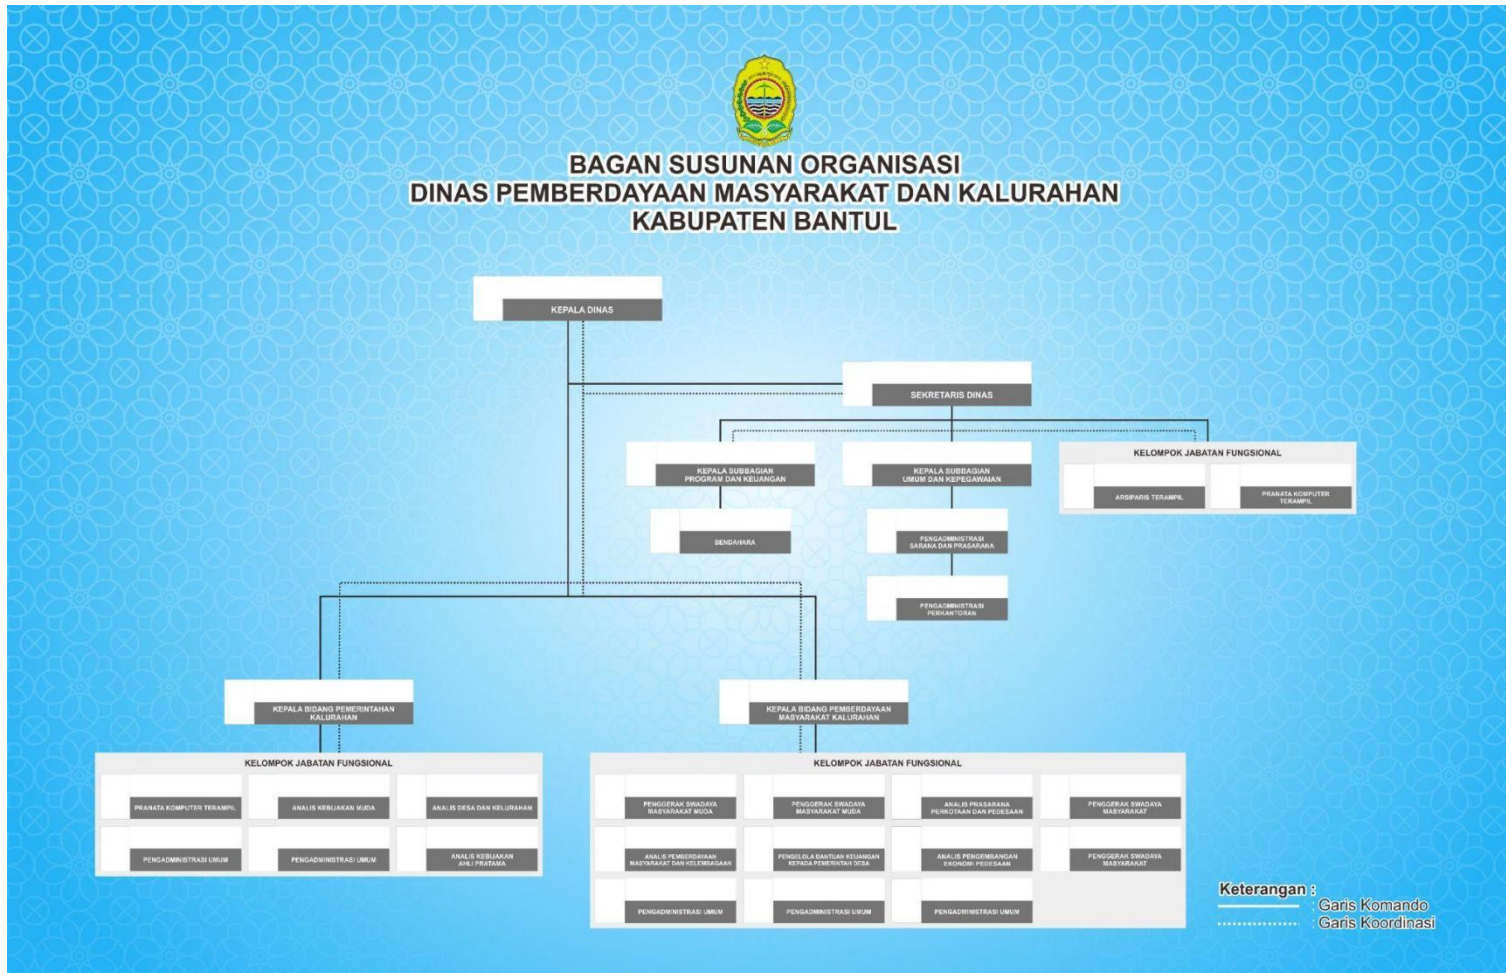 BAGAN SUSUNAN ORGANISASI
DINAS PEMBERDAYAAN MASYARAKAT DAN KALURAHAN
KABUPATEN BANTUL
KEPALA DINAS
SEKRETARIS DINAS
KEPALA SUBBAGIAN
PROGRAM DAN KEUANGAN
KEPALA SUBBAGIAN
UMUM DAN KEPEGAWAIAN
KELOMPOK JABATAN FUNGSIONAL
ARSIPARIS TERAMPIL
PRANATA KOMPUTER
TERAMPIL
BENDAHARA
PENGADMINISTRASI
SARANA DAN PRASARANA
PENGADMINISTRASI
PERKANTORAN
KEPALA BIDANG PEMERINTAHAN
KALURAHAN
KEPALA BIDANG PEMBERDAYAAN
MASYARAKAT KALURAHAN
KELOMPOK JABATAN FUNGSIONAL
PRANATA KOMPUTER TERAMPIL
ANALIS KEBIJAKAN MUDA
ANALIS DESA DAN KELURAHAN
PENGADMINISTRASI UMUM
PENGADMINISTRASI UMUM
ANALIS KEBIJAKAN
AHLI PRATAMA
KELOMPOK JABATAN FUNGSIONAL
PENGGERAK SWADAYA
MASYARAKAT MUDA
PENGGERAK SWADAYA
MASYARAKAT MUDA
ANALIS PRASARANA
PERKOTAAN DAN PEDESAAN
PENGGERAK SWADAYA
MASYARAKAT
ANALIS PEMBERDAYAAN
MASYARAKAT DAN KELEMBAGAAN
PENGELOLA BANTUAN KEUANGAN
KEPADA PEMERINTAH DESA
ANALIS PENGEMBANGAN
EKONOMI PEDESAAN
PENGGERAK SWADAYA
MASYARAKAT
PENGADMINISTRASI UMUM
PENGADMINISTRASI UMUM
PENGADMINISTRASI UMUM
Keterangan :
: Garis Komando
: Garis Koordinasi